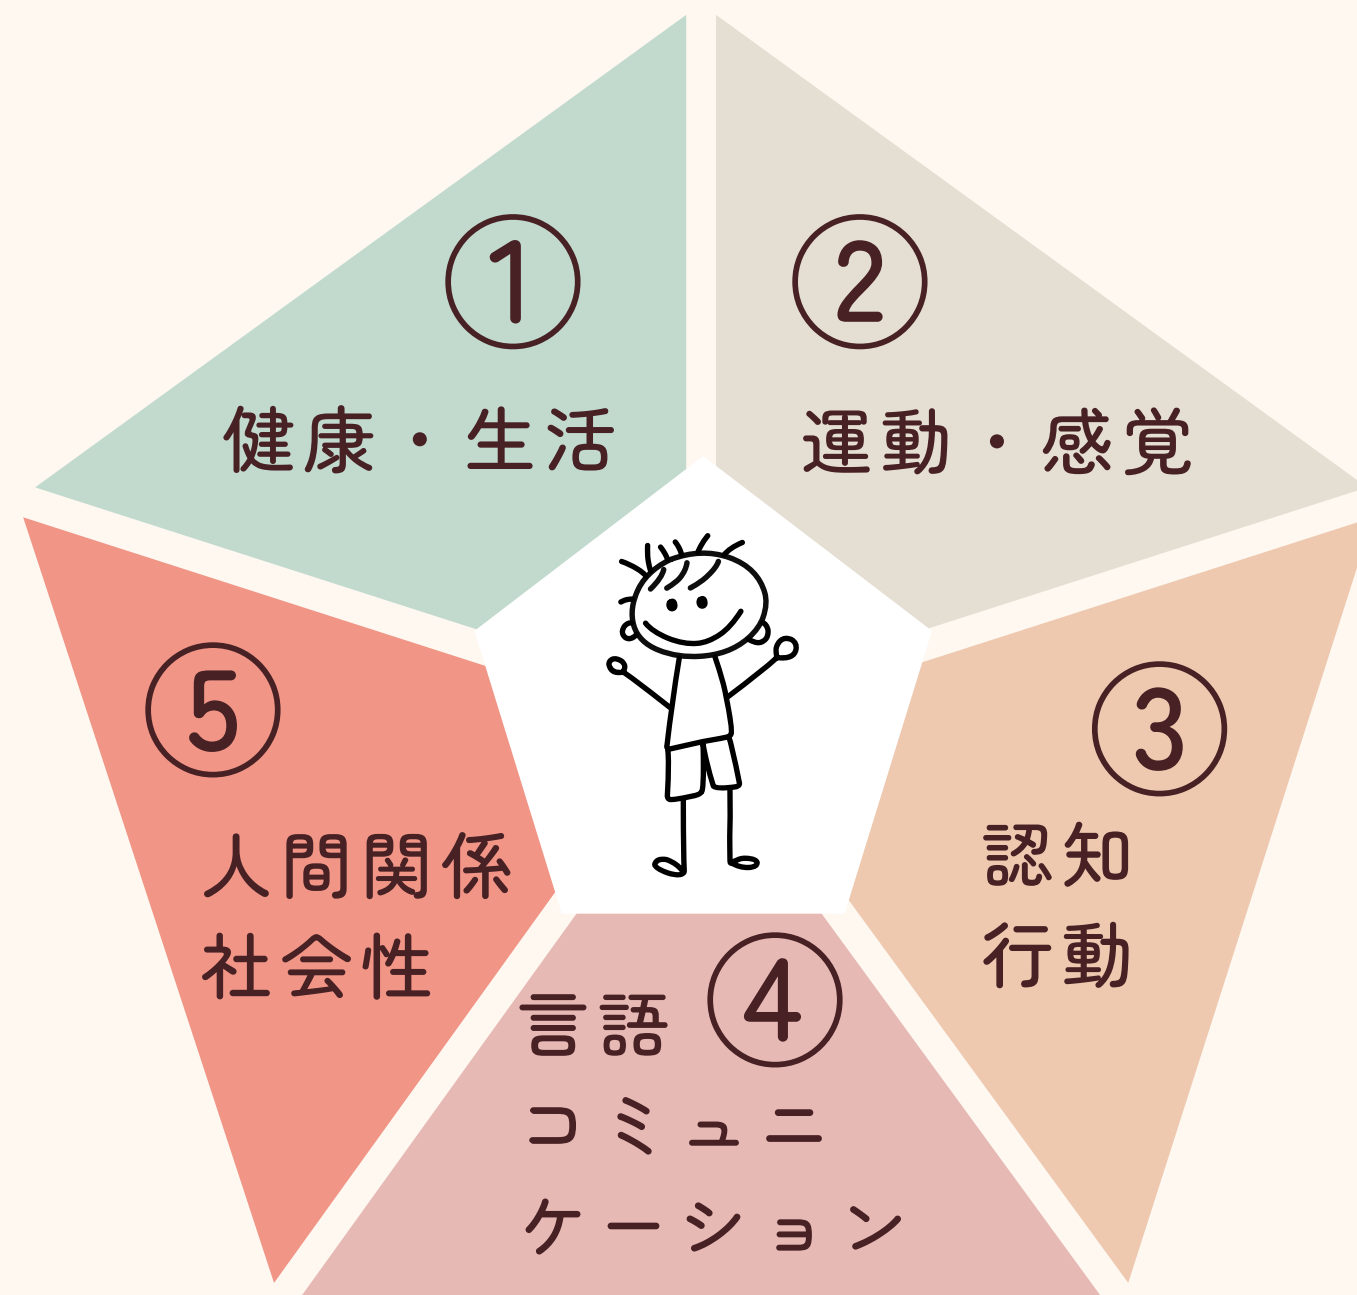 ①
健康・生活
②
運動・感覚
③
認知
行動
④
言語
コミュニ
ケーション
⑤
人間関係
社会性